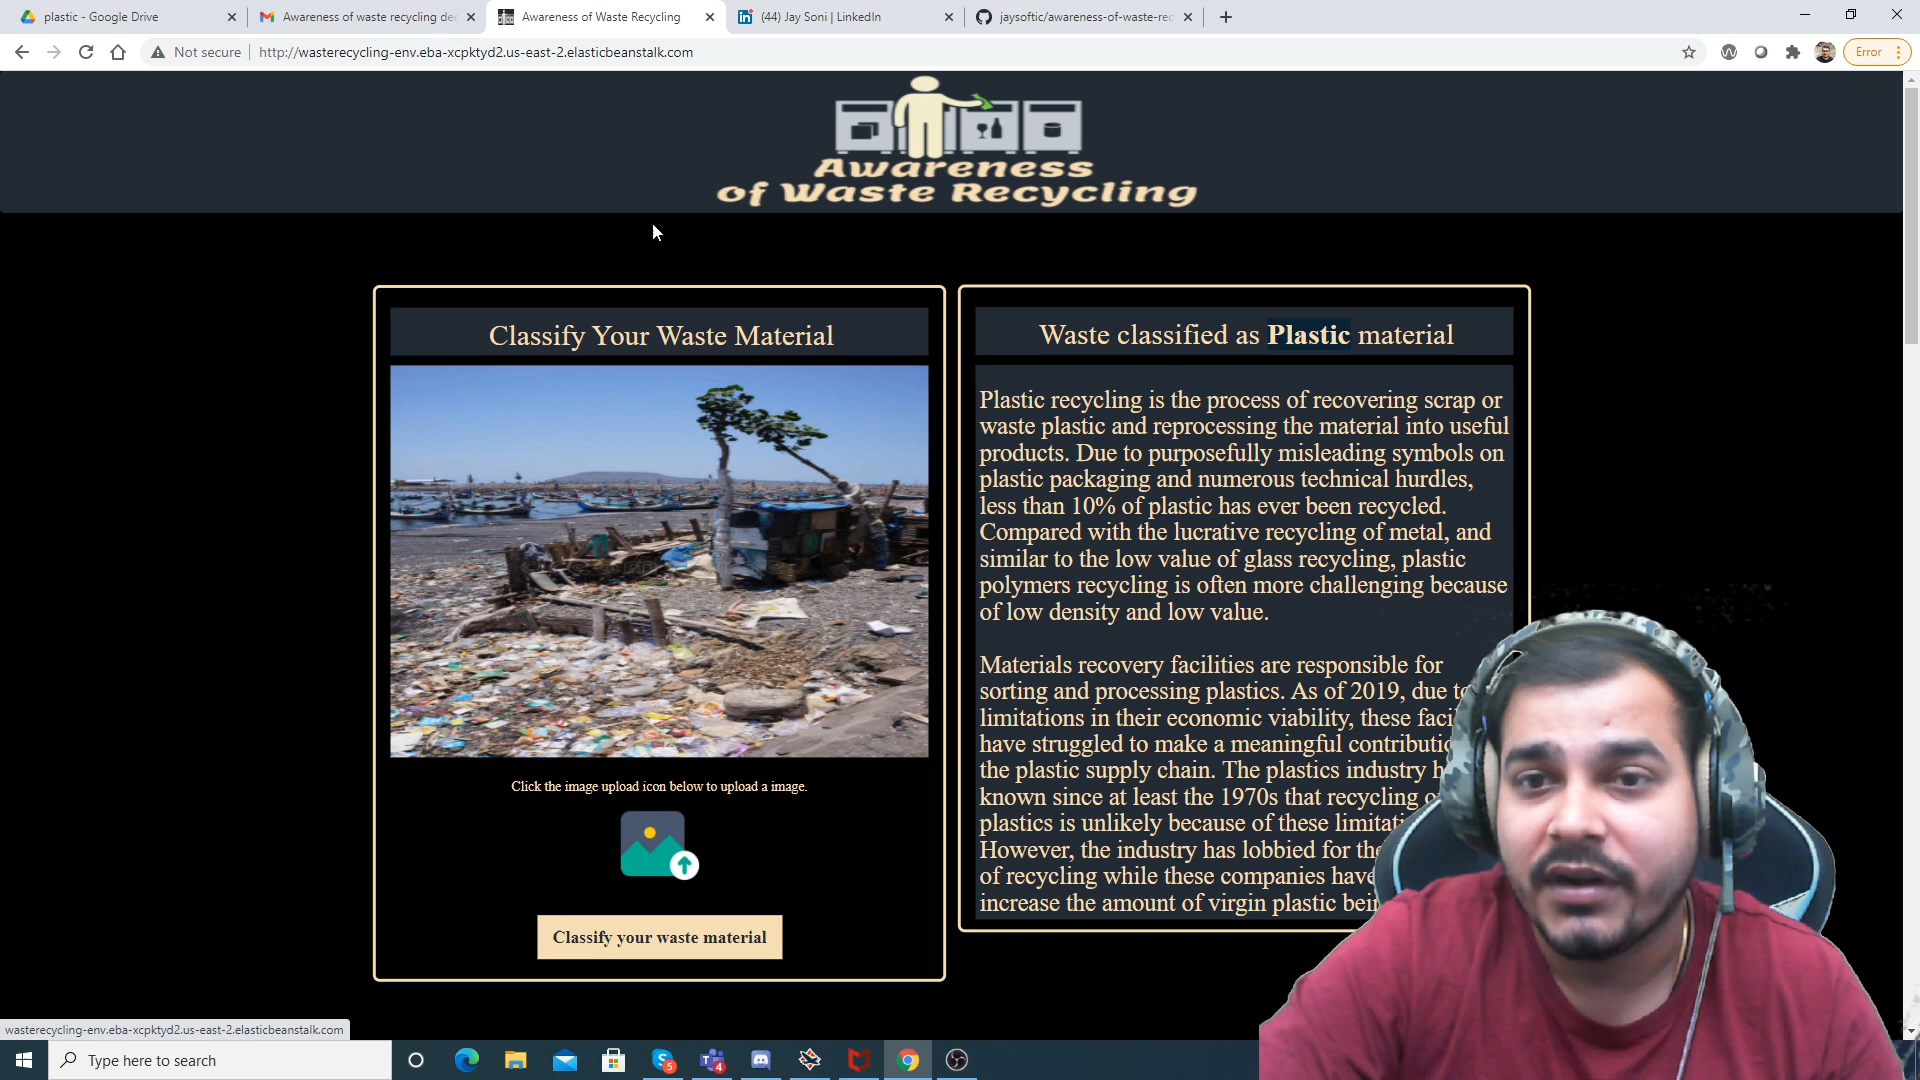 plastic - Google Drive
Awareness of waste recycling de
Awareness of Waste Recycling
(44) Jay Soni | LinkedIn
jaysoftic/awareness-of-waste-rec
Not secure
http://wasterecycling-env.eba-xcpktyd2.us-east-2.elasticbeanstalk.com
Error
Awareness
of Waste Recycling
Classify Your Waste Material
Click the image upload icon below to upload a image.
Classify your waste material
Waste classified as Plastic material
Plastic recycling is the process of recovering scrap or
waste plastic and reprocessing the material into useful
products. Due to purposefully misleading symbols on
plastic packaging and numerous technical hurdles,
less than 10% of plastic has ever been recycled.
Compared with the lucrative recycling of metal, and
similar to the low value of glass recycling, plastic
polymers recycling is often more challenging because
of low density and low value.
Materials recovery facilities are responsible for
sorting and processing plastics. As of 2019, due to
limitations in their economic viability, these
have struggled to make a meaningful
the plastic supply chain. The plastics industry
known since at least the 1970s that recycling
plastics is unlikely because of these
However, the industry has lobbied for the
of recycling while these companies have
increase the amount of virgin plastic
wasterecycling-env.eba-xcpktyd2.us-east-2.elasticbeanstalk.com
Type here to search
5
4